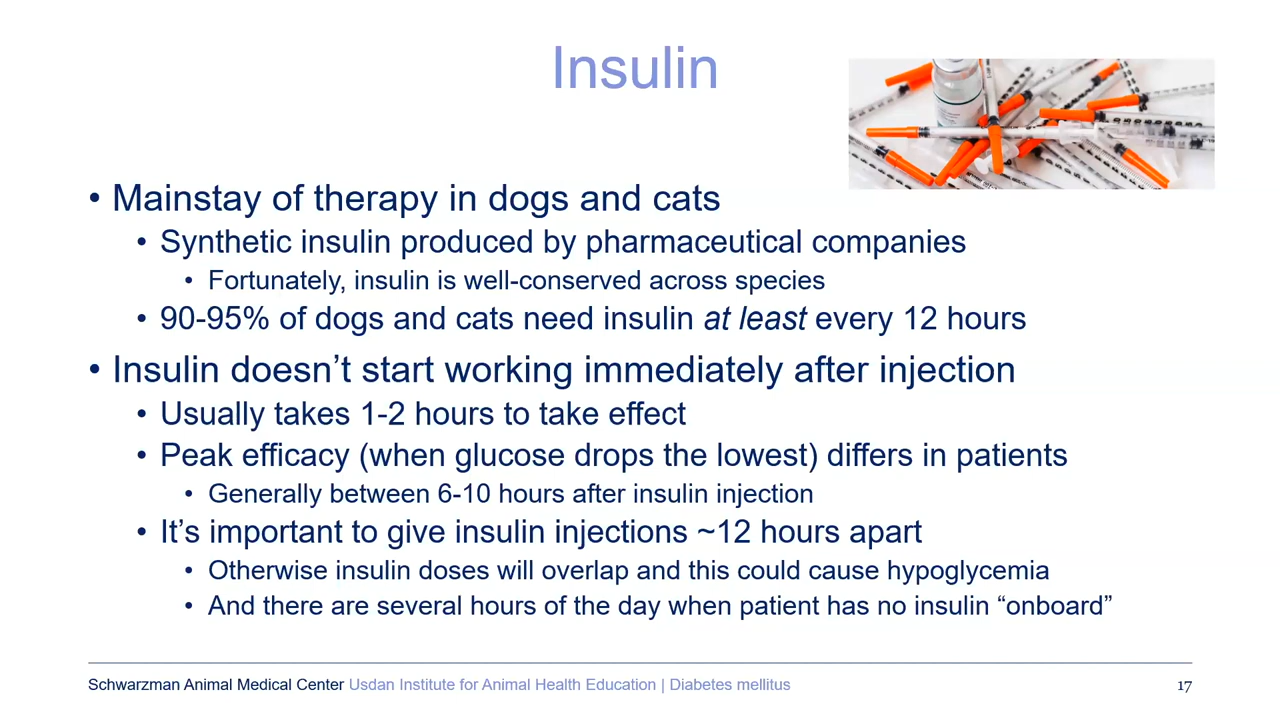 Insulin
• Mainstay of therapy in dogs and cats
• Synthetic insulin produced by pharmaceutical companies
• Fortunately, insulin is well-conserved across species
• 90-95% of dogs and cats need insulin at least every 12 hours
• Insulin doesn’t start working immediately after injection
• Usually takes 1-2 hours to take effect
• Peak efficacy (when glucose drops the lowest) differs in patients
• Generally between 6-10 hours after insulin injection
• It’s important to give insulin injections ~12 hours apart
• Otherwise insulin doses will overlap and this could cause hypoglycemia
• And there are several hours of the day when patient has no insulin “onboard”
Schwarzman Animal Medical Center Usdan Institute for Animal Health Education | Diabetes mellitus 17